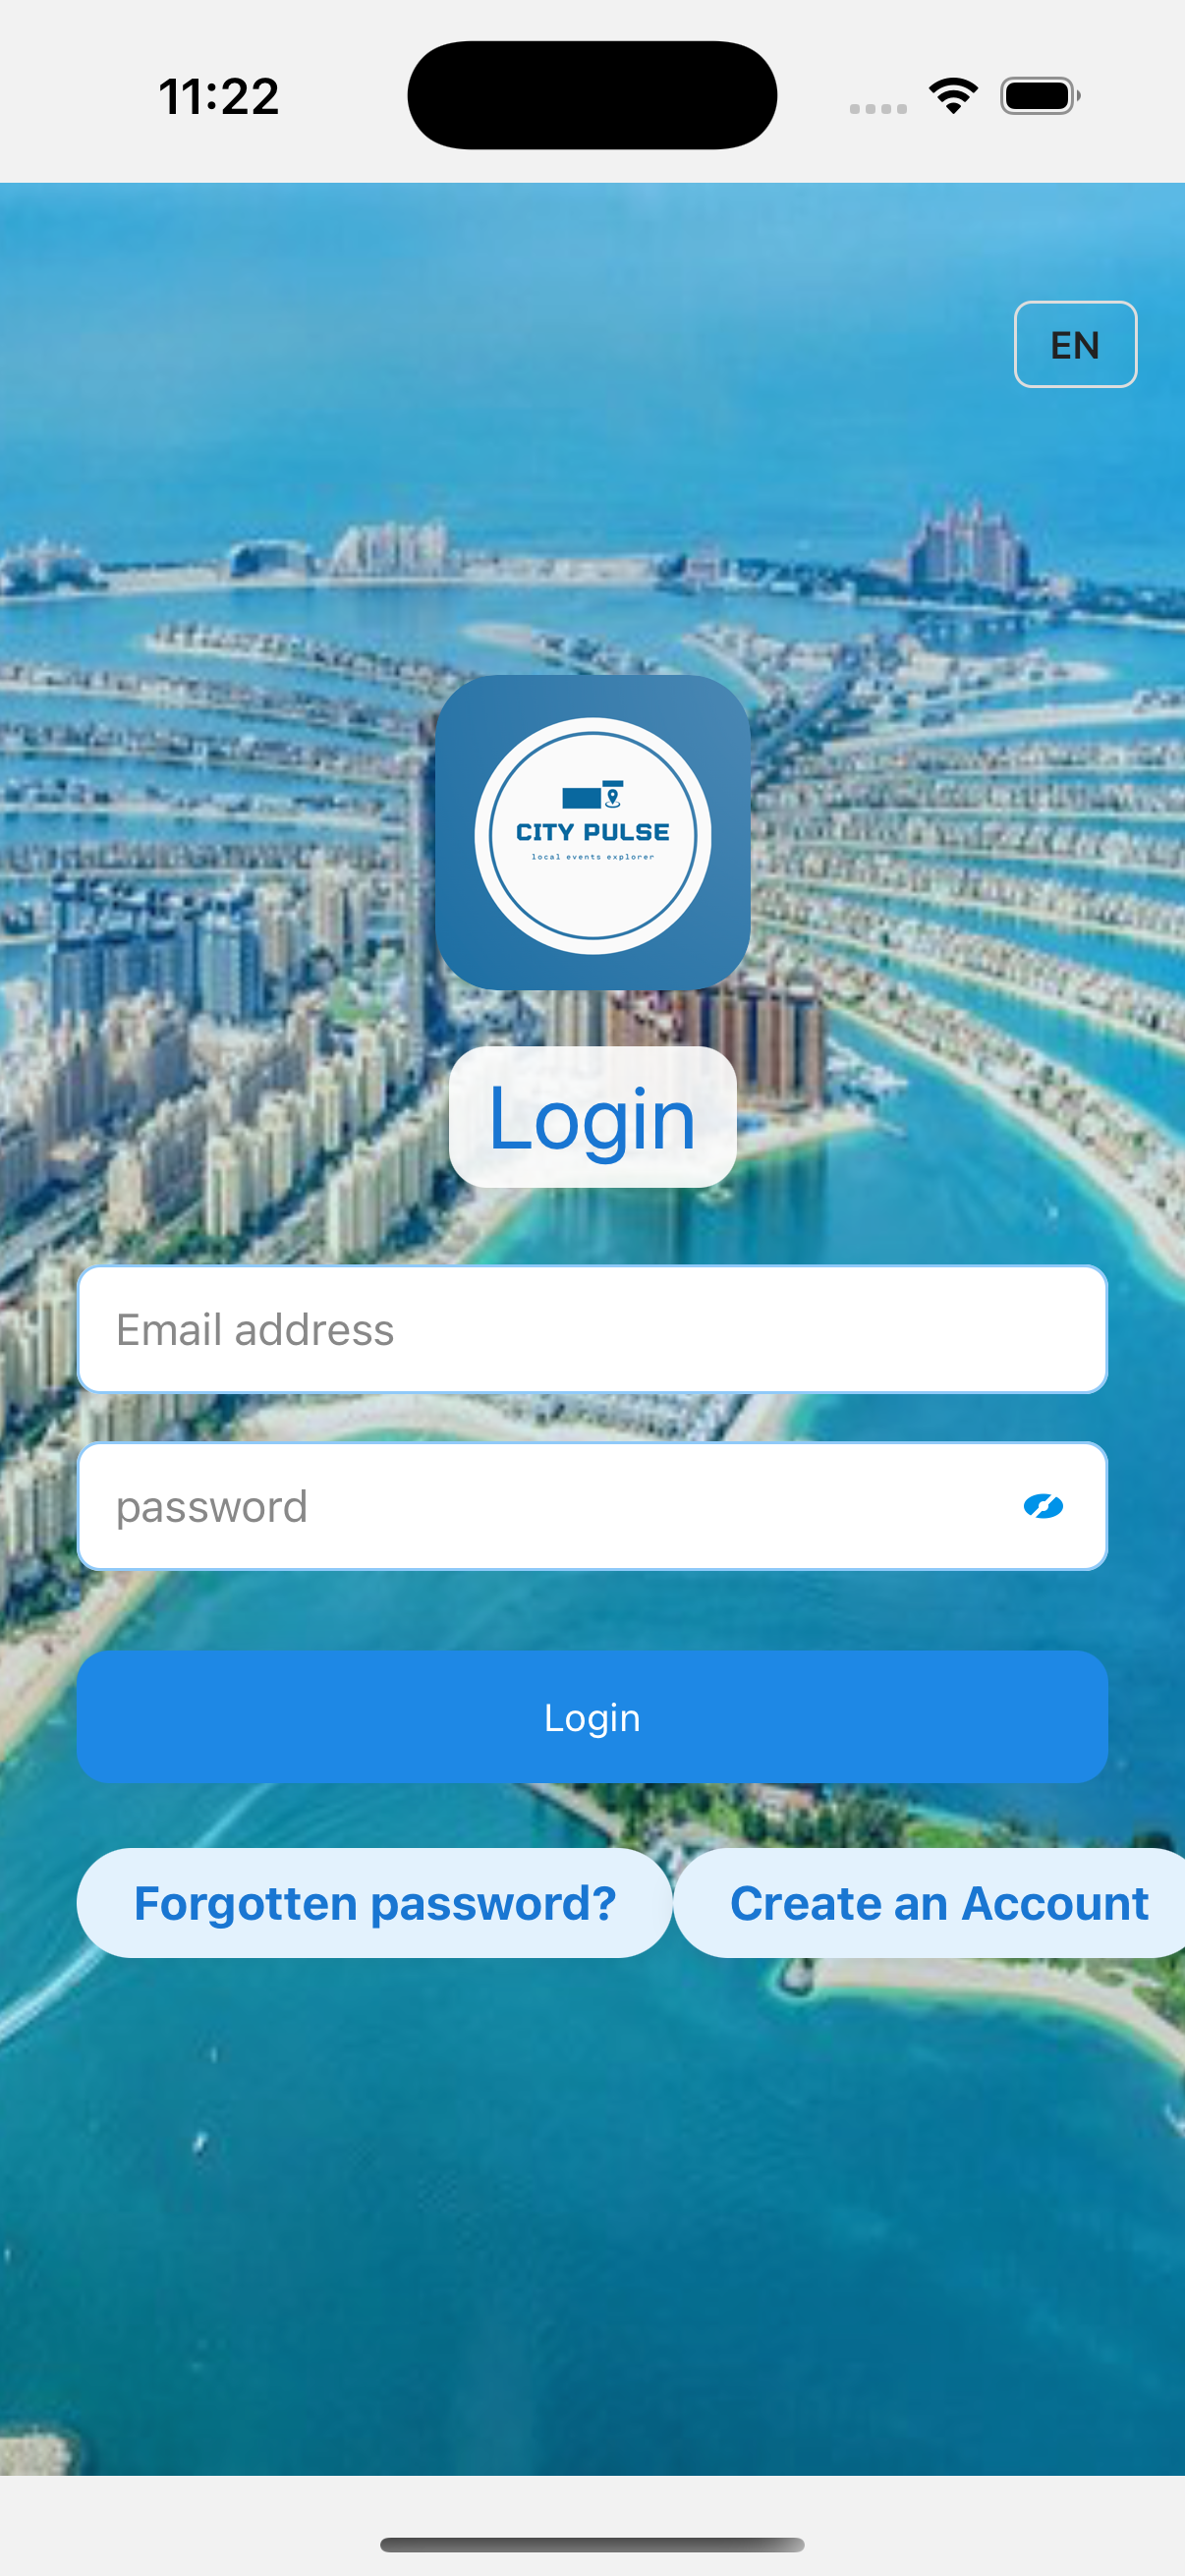 11:22
EN
CITY PULSE
local events explorer
Login
Email address
password
Login
Forgotten password? Create an Account